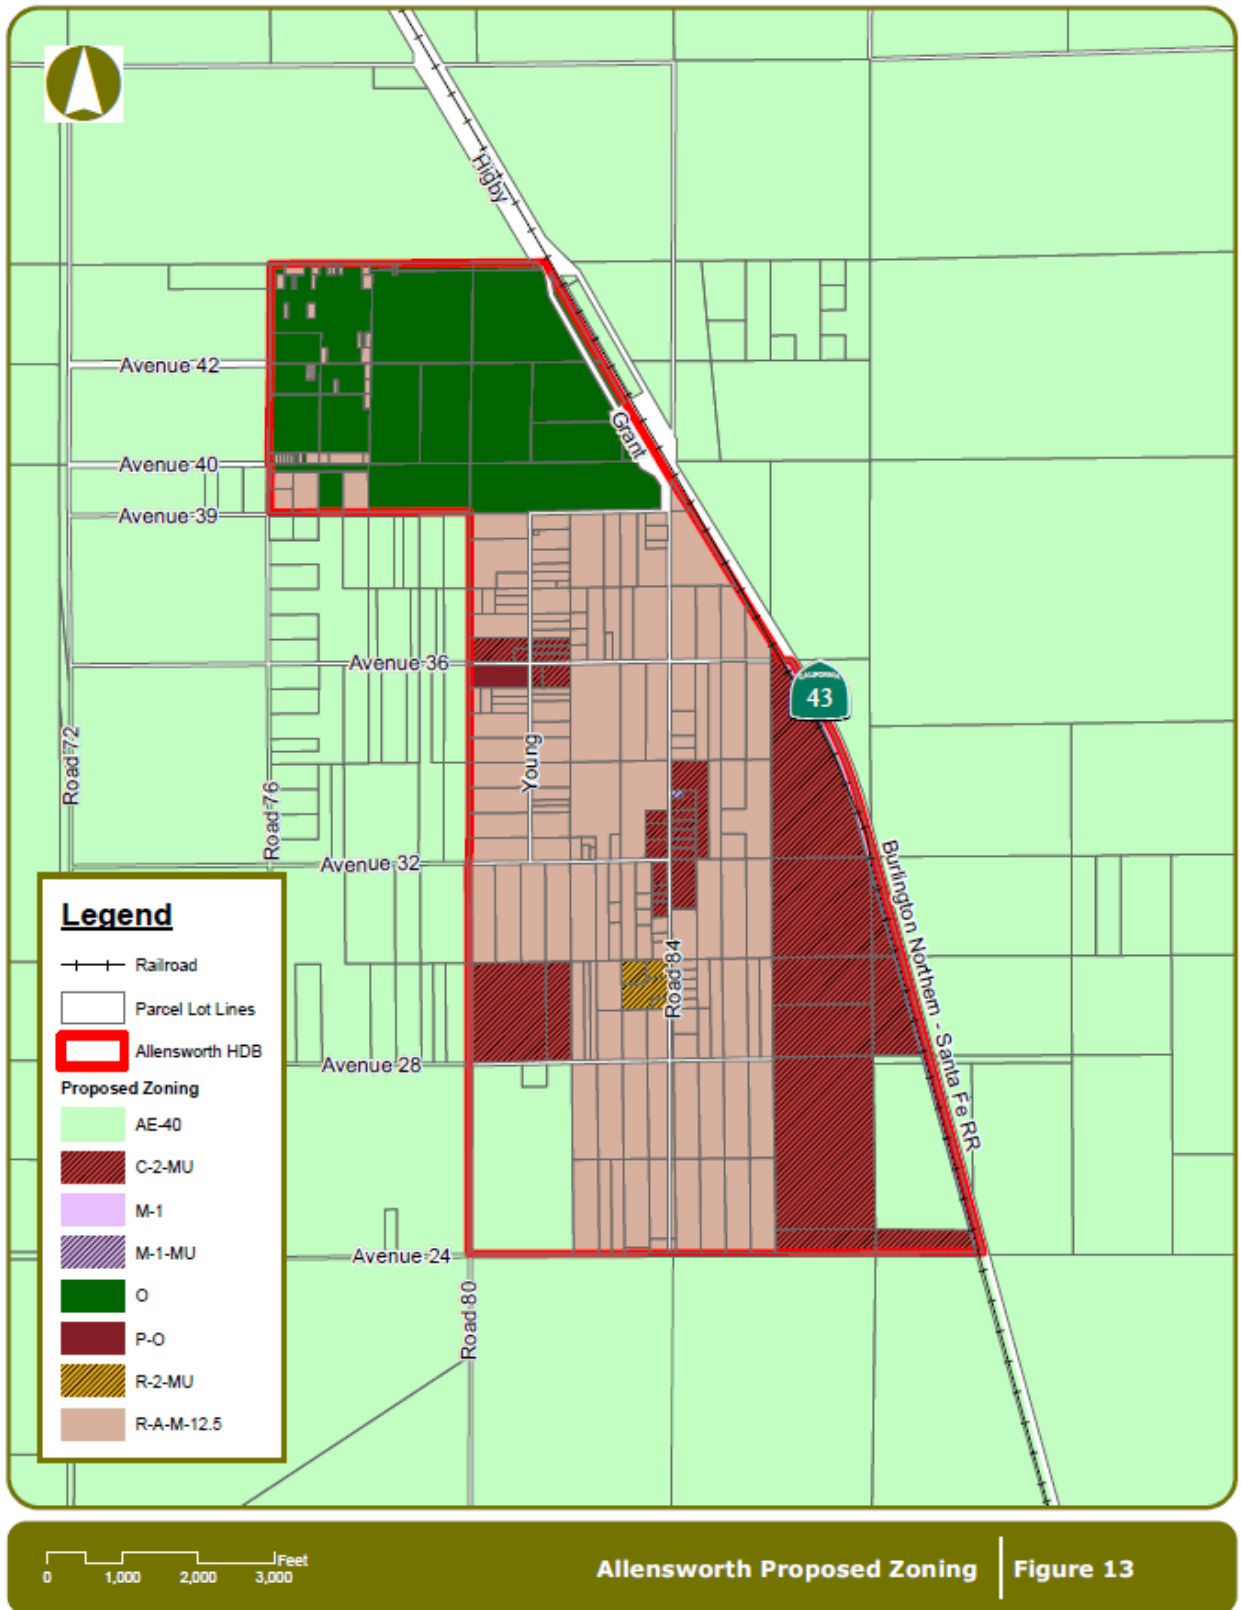 Higby
Avenue 42
Grant
Avenue 40
Avenue 39
Avenue 36
CALIFORNIA
43
Road 72
Young
Road 76
Avenue 32
Burlington Northern - Santa Fe RR
Road 84
Avenue 28
Avenue 24
Road 80
Legend
Railroad
Parcel Lot Lines
Allensworth HDB
Proposed Zoning
AE-40
C-2-MU
M-1
M-1-MU
O
P-O
R-2-MU
R-A-M-12.5
Feet
0 1,000 2,000 3,000
Allensworth Proposed Zoning
Figure 13